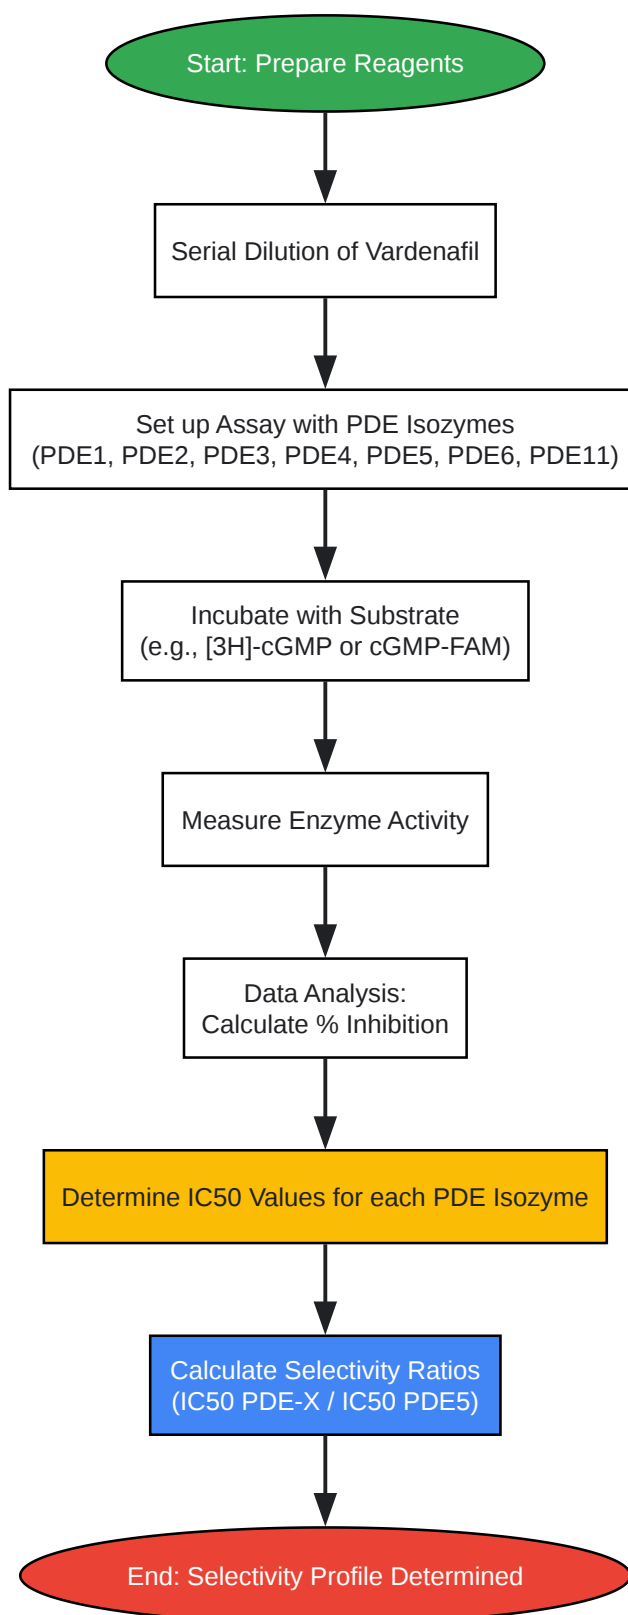 Start: Prepare Reagents
Serial Dilution of Vardenafil
Set up Assay with PDE Isozymes
(PDE1, PDE2, PDE3, PDE4, PDE5, PDE6, PDE11)
Incubate with Substrate
(e.g., [3H]-cGMP or cGMP-FAM)
Measure Enzyme Activity
Data Analysis:
Calculate % Inhibition
Determine IC50 Values for each PDE Isozyme
Calculate Selectivity Ratios
(IC50 PDE-X / IC50 PDE5)
End: Selectivity Profile Determined